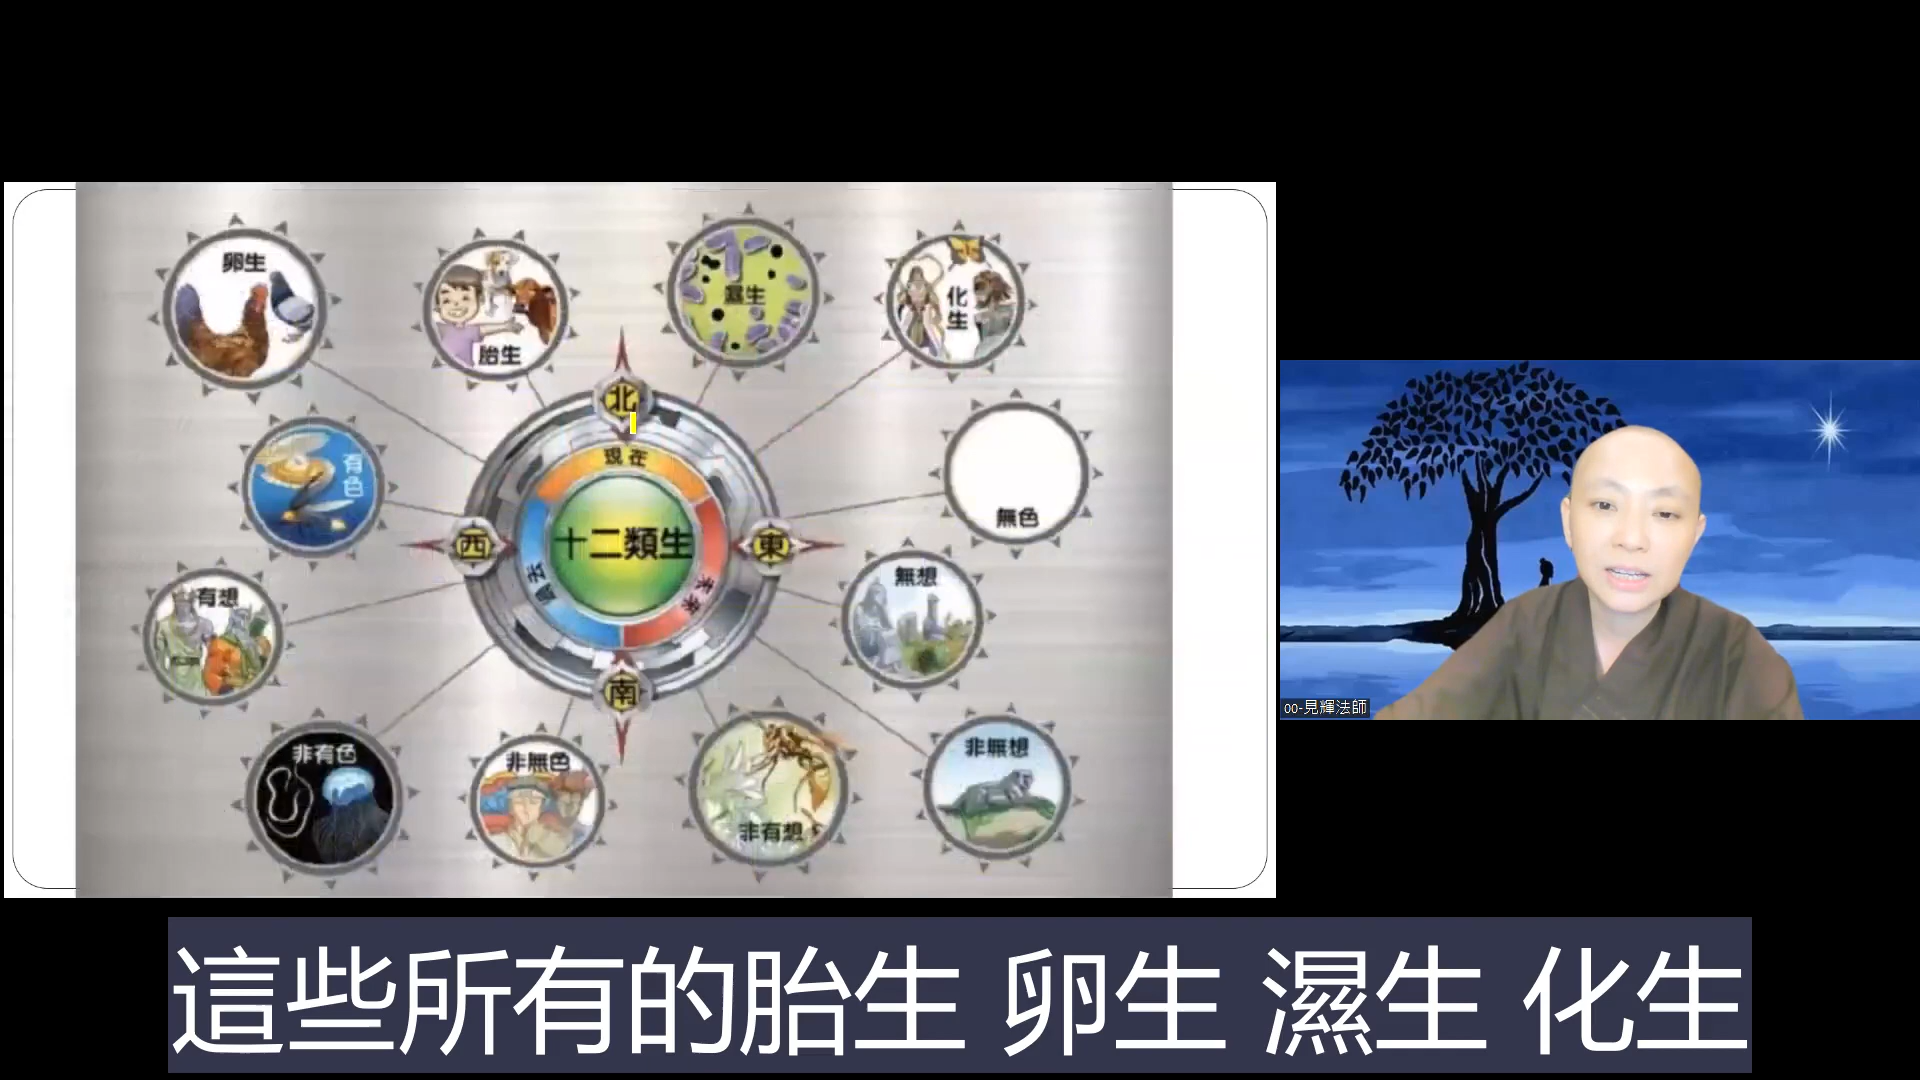 卵生
胎生
濕生
化生
北
現在
有色
無色
西
十二類生
東
過去
未來
有想
無想
南
非有色
非無色
非有想
非無想
00-見輝法師
這些所有的胎生 卵生 濕生 化生